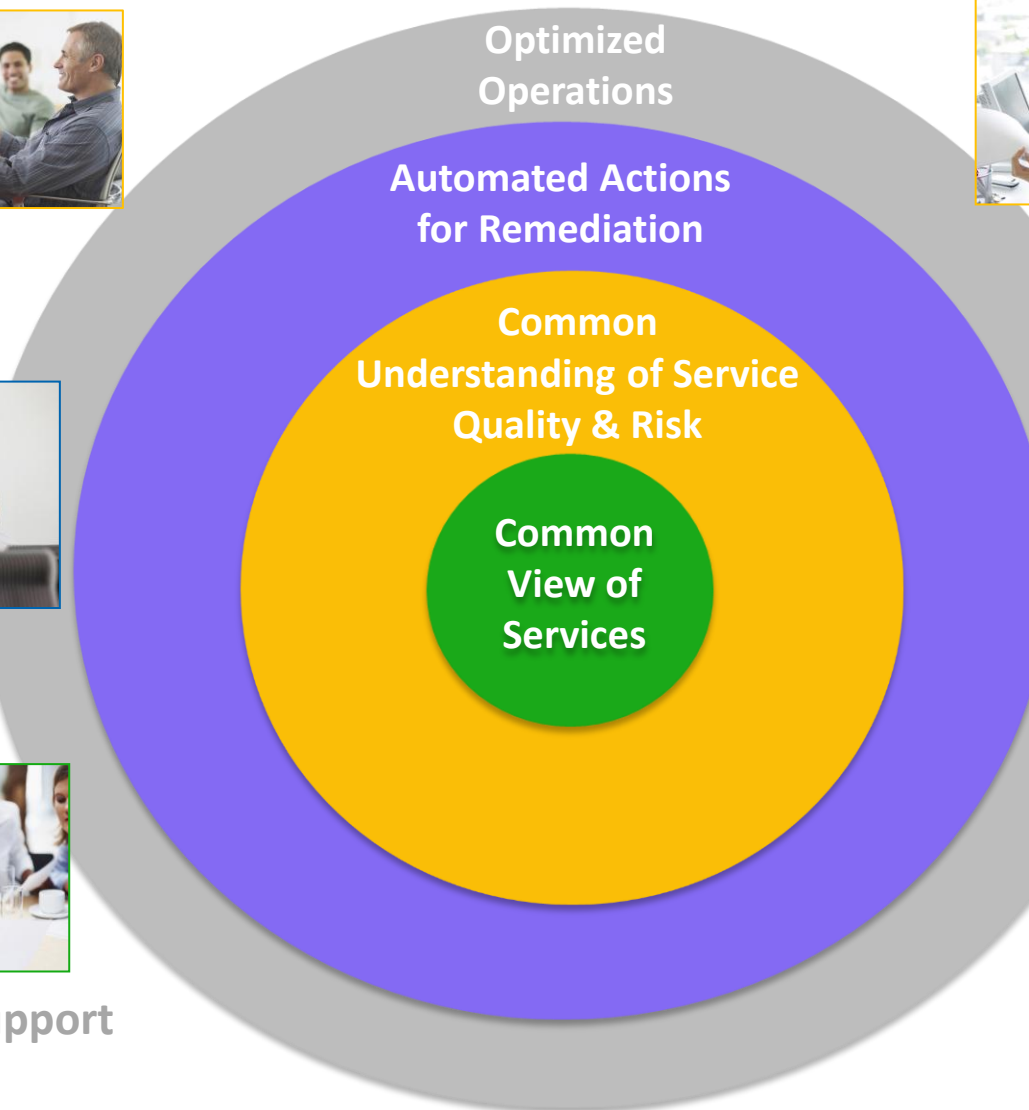 Optimized
Operations
Automated Actions
for Remediation
Common
Understanding of Service
Quality & Risk
Common
View of
Services
pport